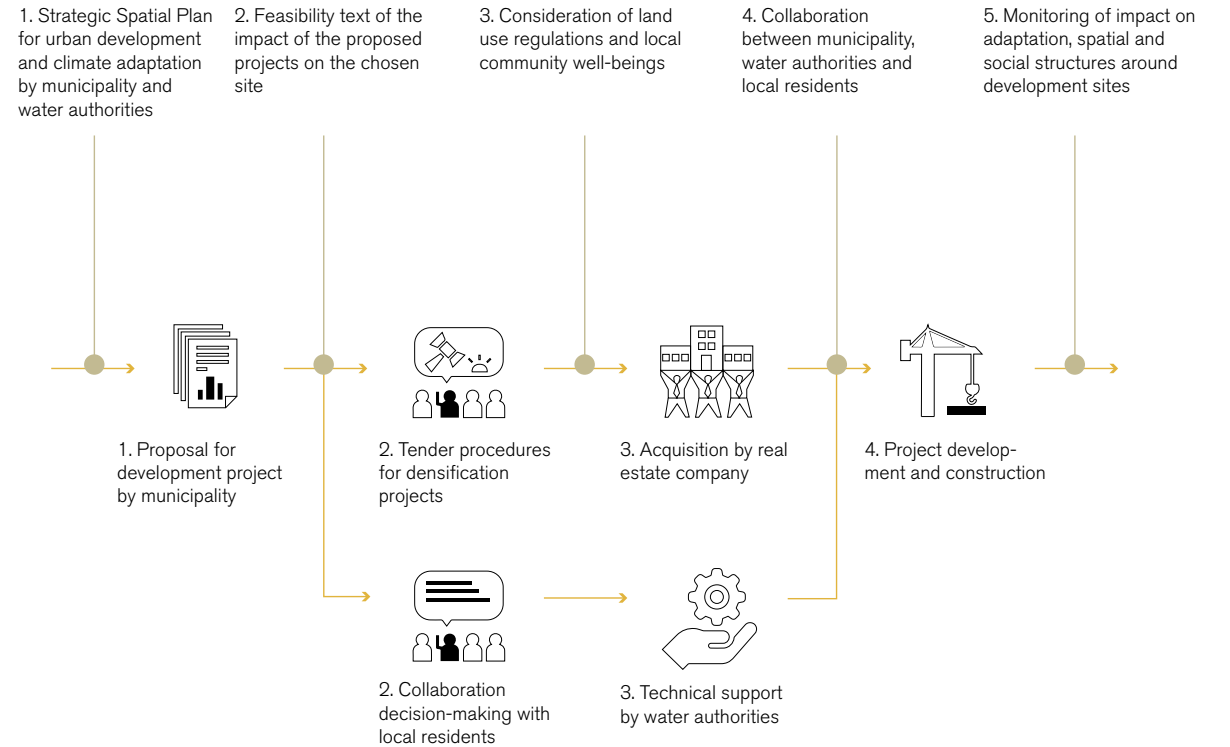 1. Strategic Spatial Plan
for urban development
and climate adaptation
by municipality and
water authorities
2. Feasibility text of the
impact of the proposed
projects on the chosen
site
3. Consideration of land
use regulations and local
community well-beings
4. Collaboration
between municipality,
water authorities and
local residents
5. Monitoring of impact on
adaptation, spatial and
social structures around
development sites
1. Proposal for
development project
by municipality
2. Tender procedures
for densification
projects
3. Acquisition by real
estate company
4. Project develop-
ment and construction
2. Collaboration
decision-making with
local residents
3. Technical support
by water authorities